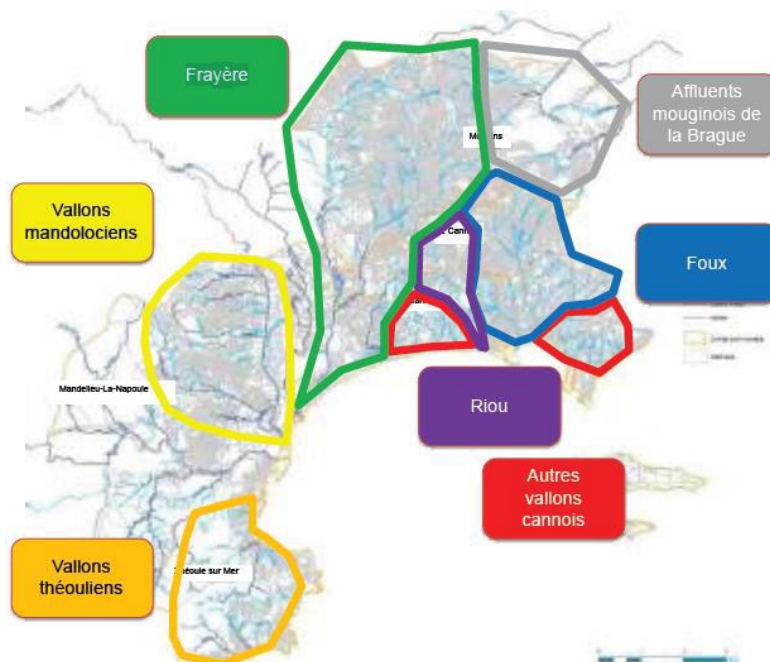 Frayère
Affluents
mouginois de
la Brague
Vallons
mandolociens
Foux
Mandelieu-La-Napoule
Riou
Autres
vallons
cannois
Vallons
théouliens
Théoule sur Mer